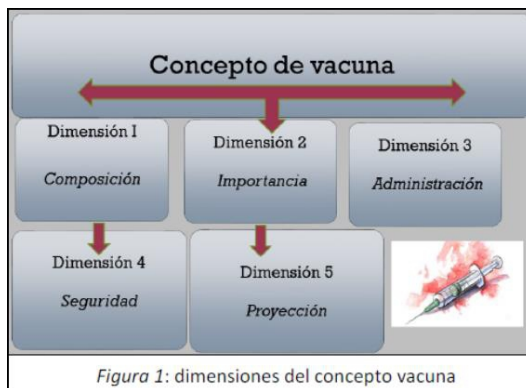 Concepto de vacuna
Dimensión I
Composición
Dimensión 2
Importancia
Dimensión 3
Administración
Dimensión 4
Seguridad
Dimensión 5
Proyección
Figura 1: dimensiones del concepto vacuna